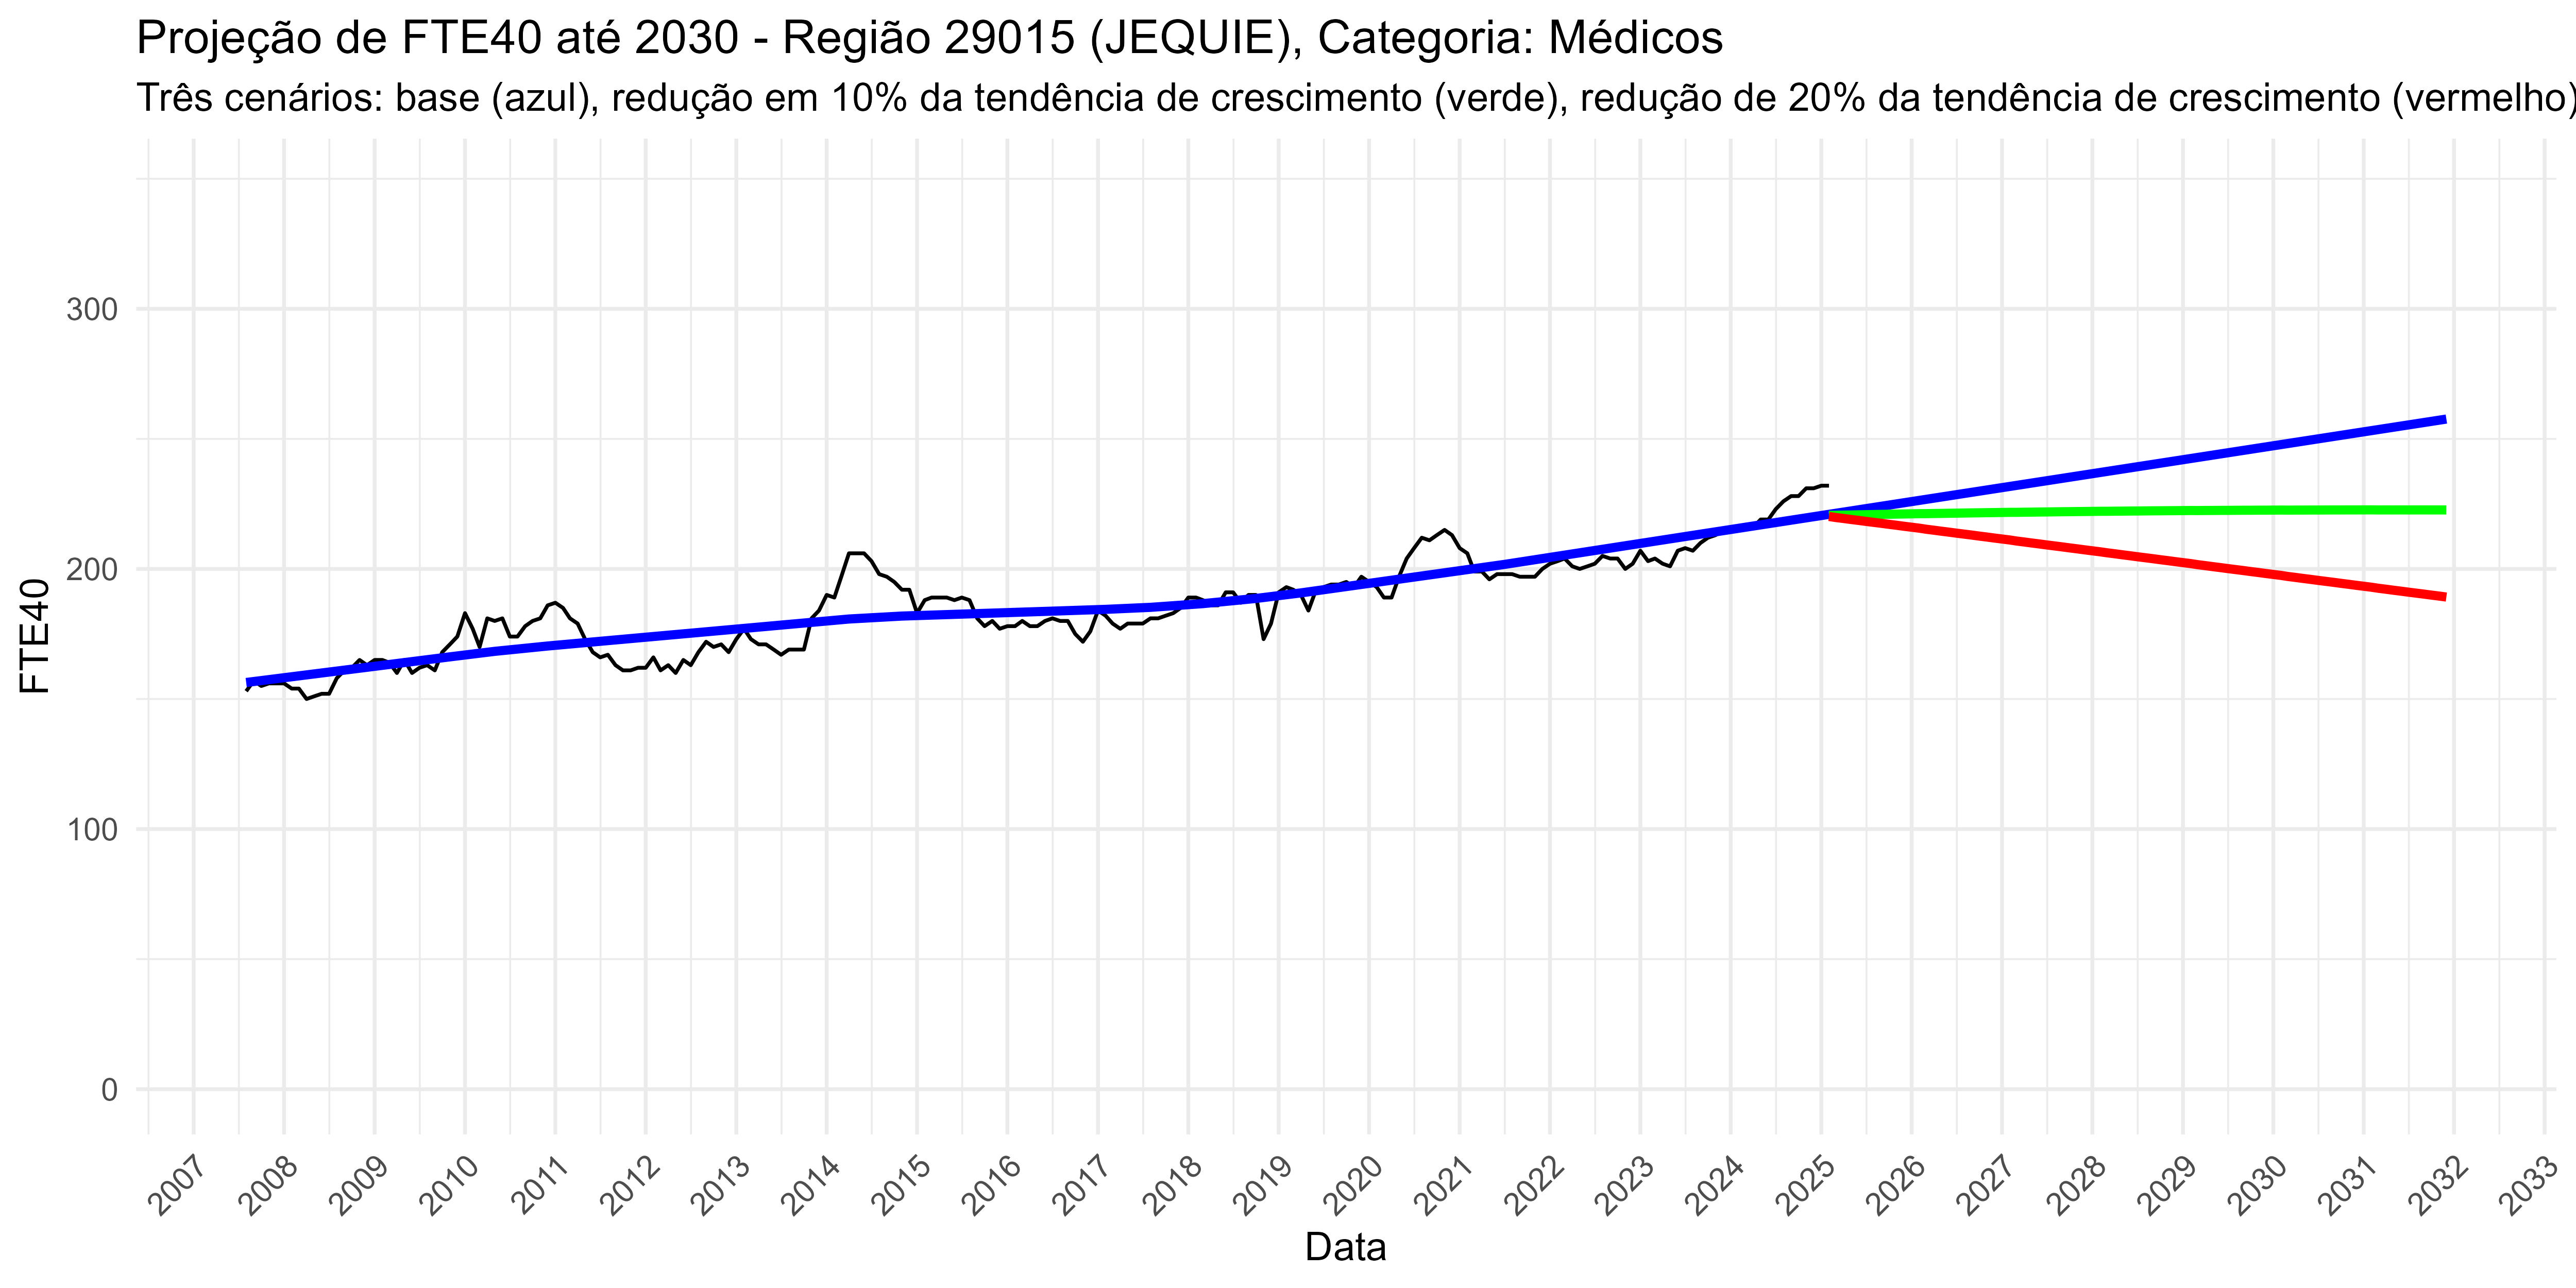 Projeção de FTE40 até 2030 - Região 29015 (JEQUIE), Categoria: Médicos
Três cenários: base (azul), redução em 10% da tendência de crescimento (verde), redução de 20% da tendência de crescimento (vermelho)
FTE40
300
200
100
0
2007 2008 2009 2010 2011 2012 2013 2014 2015 2016 2017 2018 2019 2020 2021 2022 2023 2024 2025 2026 2027 2028 2029 2030 2031 2032 2033
Data